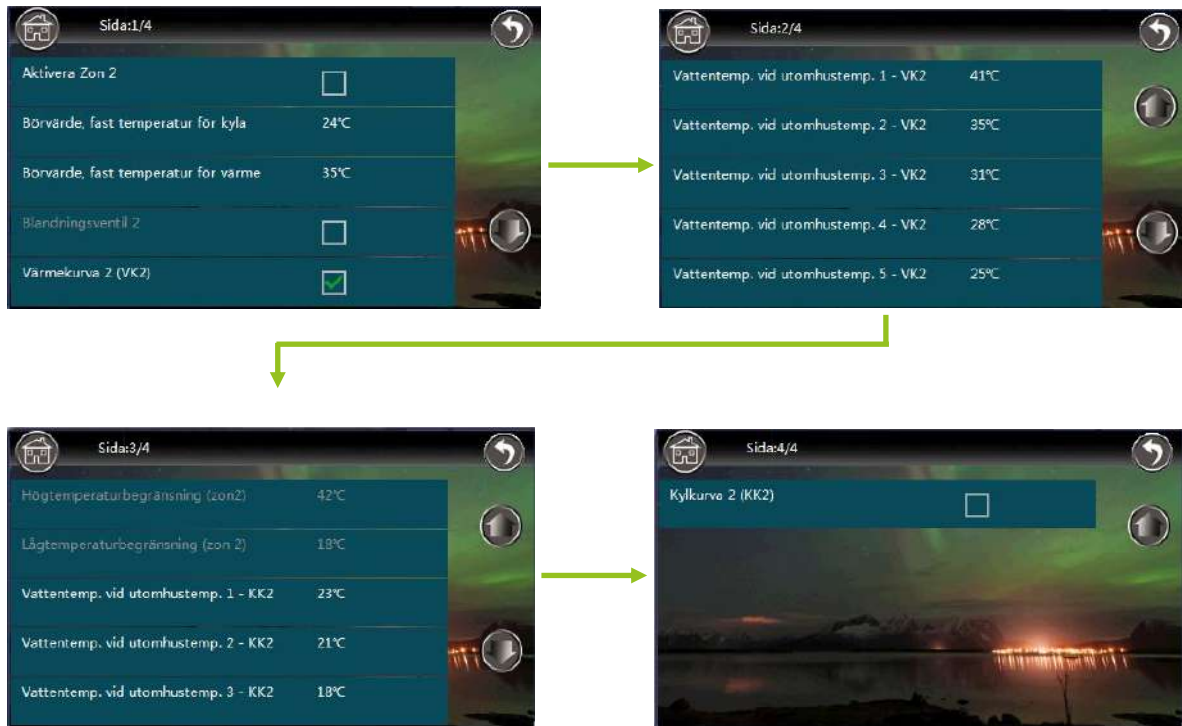 Sida:1/4
Aktivera Zon 2
Börvärde, fast temperatur för kyla 24℃
Börvärde, fast temperatur för värme 35℃
Blandningsventil 2
Värmekurva 2 (VK2)
Sida:2/4
Vattentemp. vid utomhustemp. 1 - VK2 41℃
Vattentemp. vid utomhustemp. 2 - VK2 35℃
Vattentemp. vid utomhustemp. 3 - VK2 31℃
Vattentemp. vid utomhustemp. 4 - VK2 28℃
Vattentemp. vid utomhustemp. 5 - VK2 25℃
Sida:3/4
Högtemperaturbegränsning (zon2) 42℃
Lågtemperaturbegränsning (zon 2) 18℃
Vattentemp. vid utomhustemp. 1 - KK2 23℃
Vattentemp. vid utomhustemp. 2 - KK2 21℃
Vattentemp. vid utomhustemp. 3 - KK2 18℃
Sida:4/4
Kylkurva 2 (KK2)